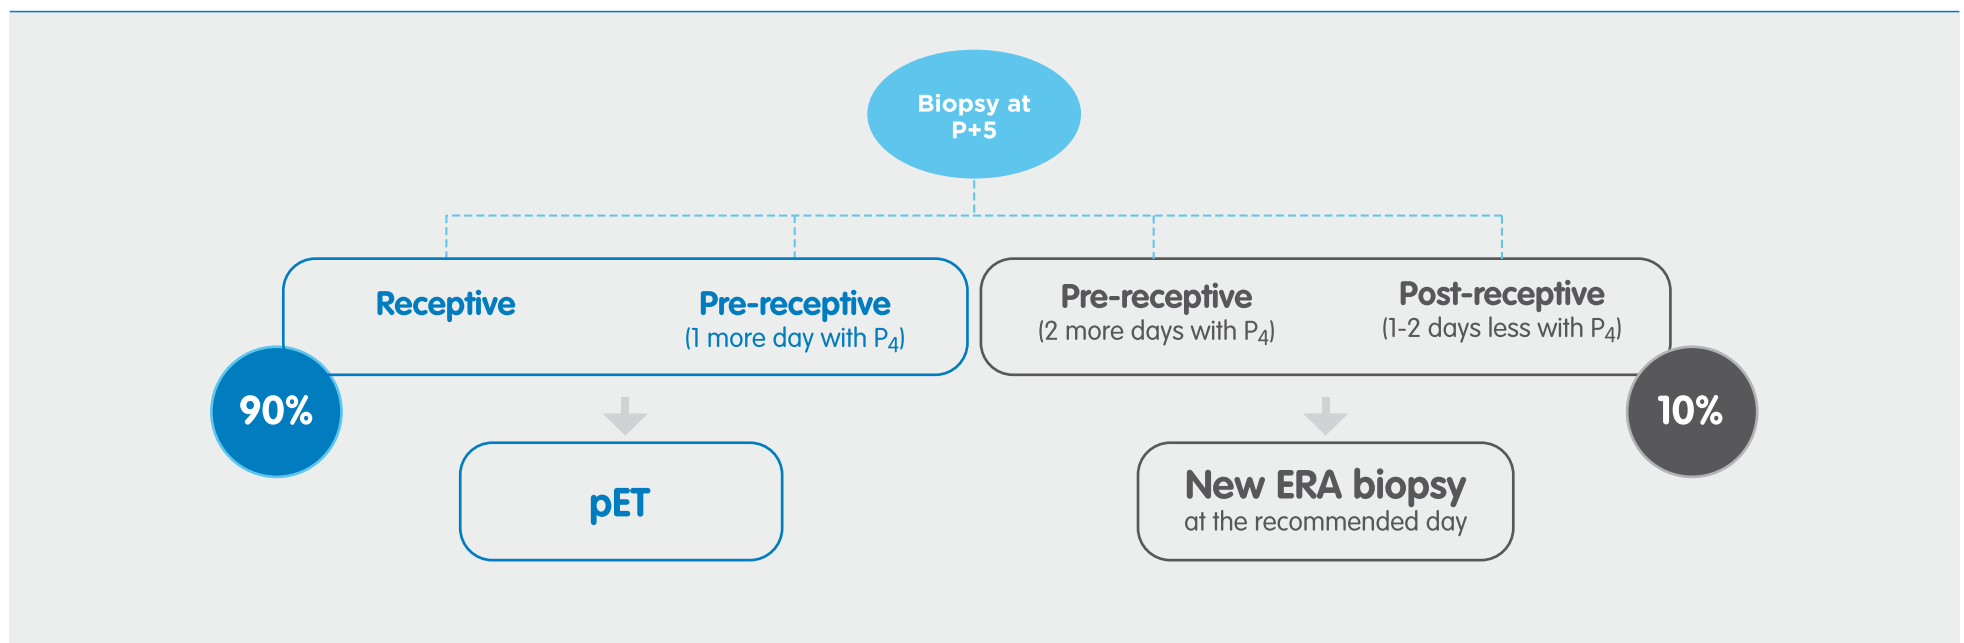 Biopsy at
P+5
Receptive
Pre-receptive
(1 more day with P₄)
Pre-receptive
(2 more days with P₄)
Post-receptive
(1-2 days less with P₄)
90%
10%
pET
New ERA biopsy
at the recommended day